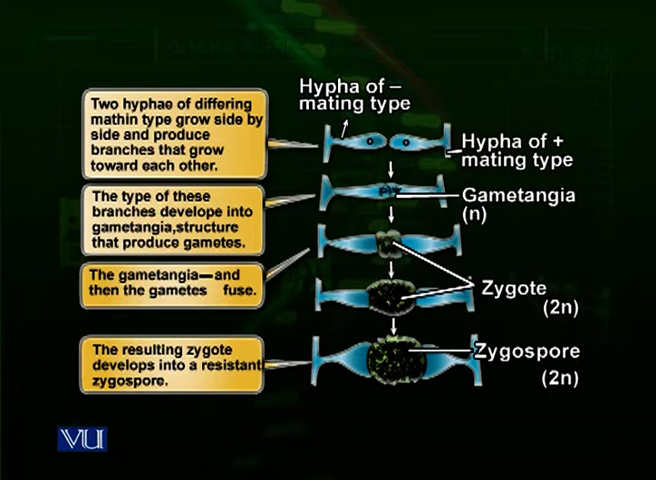 Hypha of –
mating type
Two hyphae of differing
mathin type grow side by
side and produce
branches that grow
toward each other.
Hypha of +
mating type
The type of these
branches develope into
gametangia,structure
that produce gametes.
Gametangia
(n)
The gametangia—and
then the gametes fuse.
Zygote
(2n)
The resulting zygote
develops into a resistant
zygospore.
Zygospore
(2n)
VU